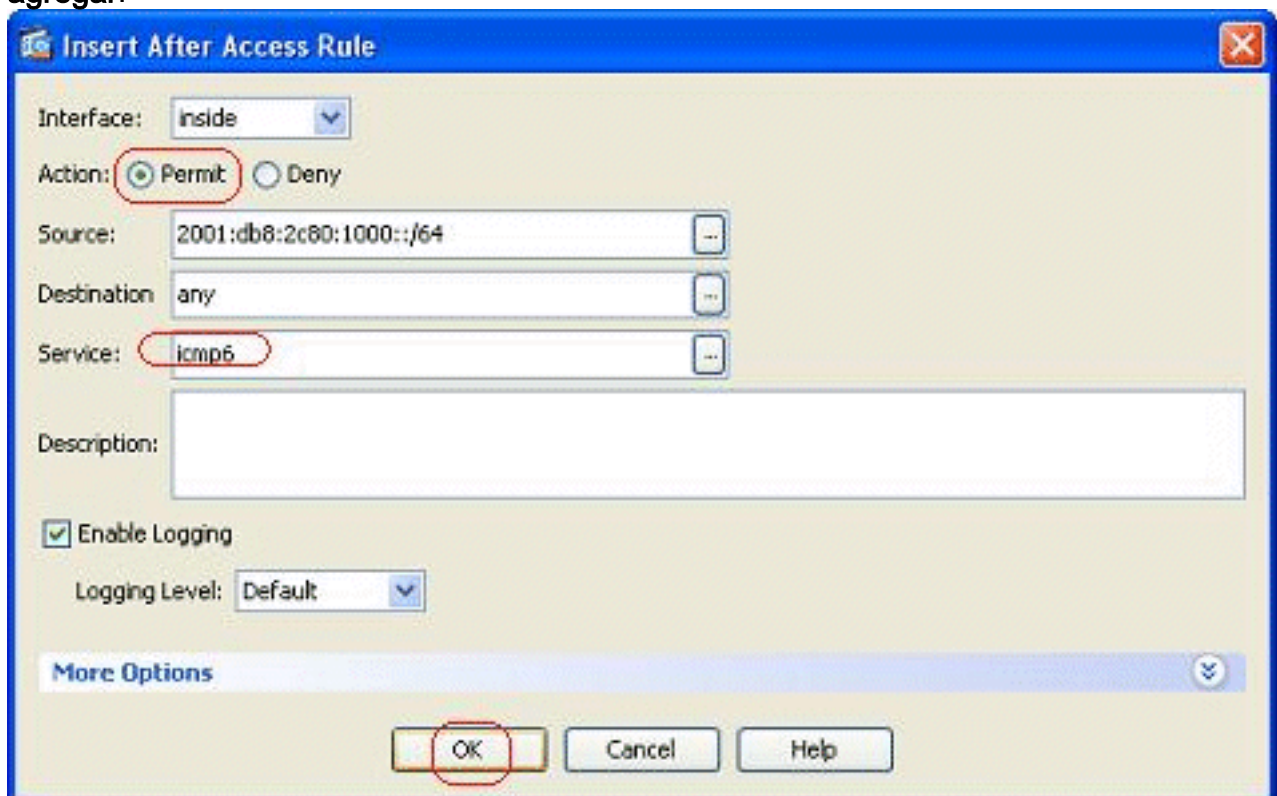 agregar.
Insert After Access Rule
Interface: inside
Action: Permit Deny
Source: 2001:db8:2c80:1000::/64 ...
Destination any ...
Service: icmp6 ...
Description:
Enable Logging
Logging Level: Default
More Options
OK Cancel Help